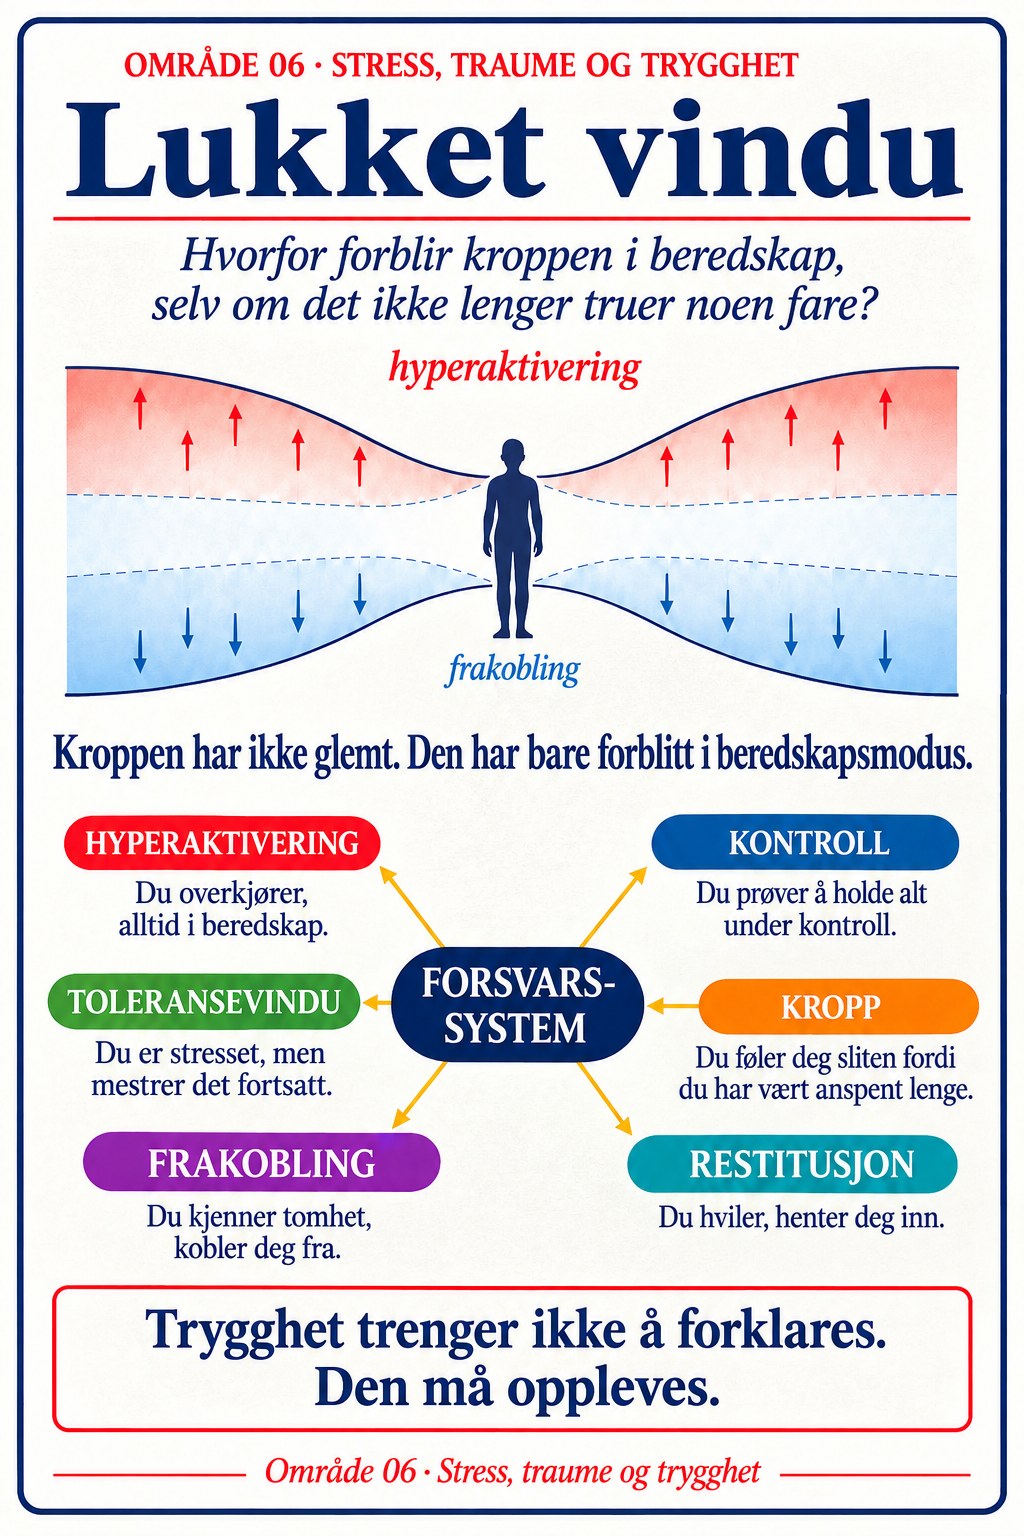 OMRÅDE 06 · STRESS, TRAUME OG TRYGGHET
Lukket vindu
Hvorfor forblir kroppen i beredskap,
selv om det ikke lenger truer noen fare?
hyperaktivering
frakobling
Kroppen har ikke glemt. Den har bare forblitt i beredskapsmodus.
HYPERAKTIVERING
Du overkjører,
alltid i beredskap.
KONTROLL
Du prøver å holde alt
under kontroll.
FORSVARS-
SYSTEM
TOLERANSEVINDU
Du er stresset, men
mestrer det fortsatt.
KROPP
Du føler deg sliten fordi
du har vært anspent lenge.
FRAKOBLING
Du kjenner tomhet,
kobler deg fra.
RESTITUSJON
Du hviler, henter deg inn.
Trygghet trenger ikke å forklares.
Den må oppleves.
Område 06 · Stress, traume og trygghet